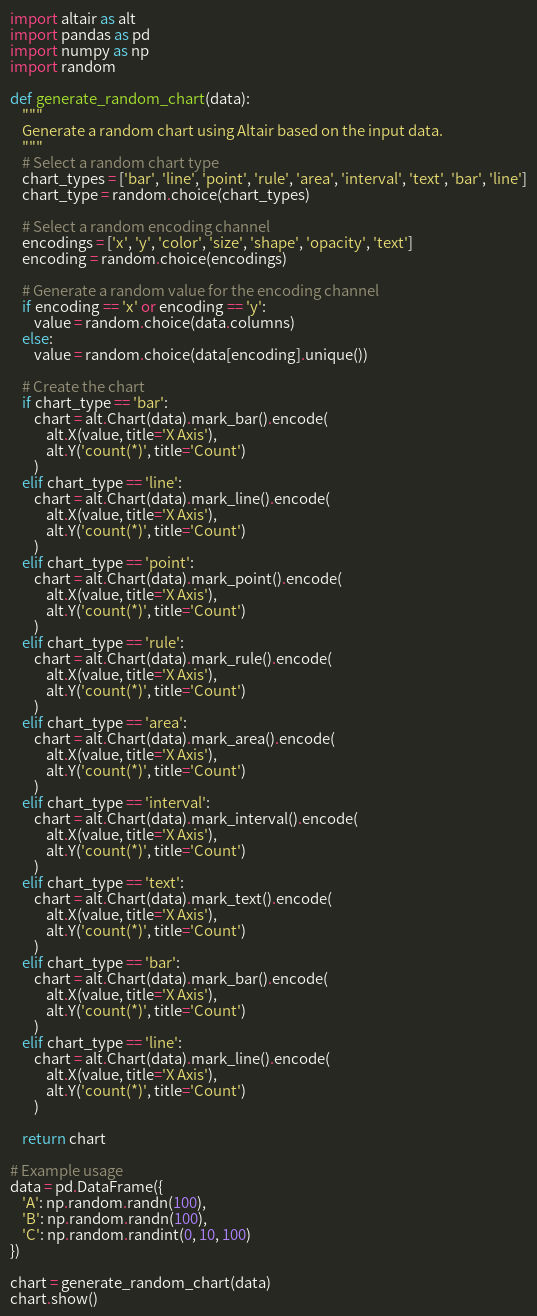 import altair as alt
import pandas as pd
import numpy as np
import random

def generate_random_chart(data):
    """
    Generate a random chart using Altair based on the input data.
    """
    # Select a random chart type
    chart_types = ['bar', 'line', 'point', 'rule', 'area', 'interval', 'text', 'bar', 'line']
    chart_type = random.choice(chart_types)

    # Select a random encoding channel
    encodings = ['x', 'y', 'color', 'size', 'shape', 'opacity', 'text']
    encoding = random.choice(encodings)

    # Generate a random value for the encoding channel
    if encoding == 'x' or encoding == 'y':
        value = random.choice(data.columns)
    else:
        value = random.choice(data[encoding].unique())

    # Create the chart
    if chart_type == 'bar':
        chart = alt.Chart(data).mark_bar().encode(
            alt.X(value, title='X Axis'),
            alt.Y('count(*)', title='Count')
        )
    elif chart_type == 'line':
        chart = alt.Chart(data).mark_line().encode(
            alt.X(value, title='X Axis'),
            alt.Y('count(*)', title='Count')
        )
    elif chart_type == 'point':
        chart = alt.Chart(data).mark_point().encode(
            alt.X(value, title='X Axis'),
            alt.Y('count(*)', title='Count')
        )
    elif chart_type == 'rule':
        chart = alt.Chart(data).mark_rule().encode(
            alt.X(value, title='X Axis'),
            alt.Y('count(*)', title='Count')
        )
    elif chart_type == 'area':
        chart = alt.Chart(data).mark_area().encode(
            alt.X(value, title='X Axis'),
            alt.Y('count(*)', title='Count')
        )
    elif chart_type == 'interval':
        chart = alt.Chart(data).mark_interval().encode(
            alt.X(value, title='X Axis'),
            alt.Y('count(*)', title='Count')
        )
    elif chart_type == 'text':
        chart = alt.Chart(data).mark_text().encode(
            alt.X(value, title='X Axis'),
            alt.Y('count(*)', title='Count')
        )
    elif chart_type == 'bar':
        chart = alt.Chart(data).mark_bar().encode(
            alt.X(value, title='X Axis'),
            alt.Y('count(*)', title='Count')
        )
    elif chart_type == 'line':
        chart = alt.Chart(data).mark_line().encode(
            alt.X(value, title='X Axis'),
            alt.Y('count(*)', title='Count')
        )

    return chart

# Example usage
data = pd.DataFrame({
    'A': np.random.randn(100),
    'B': np.random.randn(100),
    'C': np.random.randint(0, 10, 100)
})

chart = generate_random_chart(data)
chart.show()